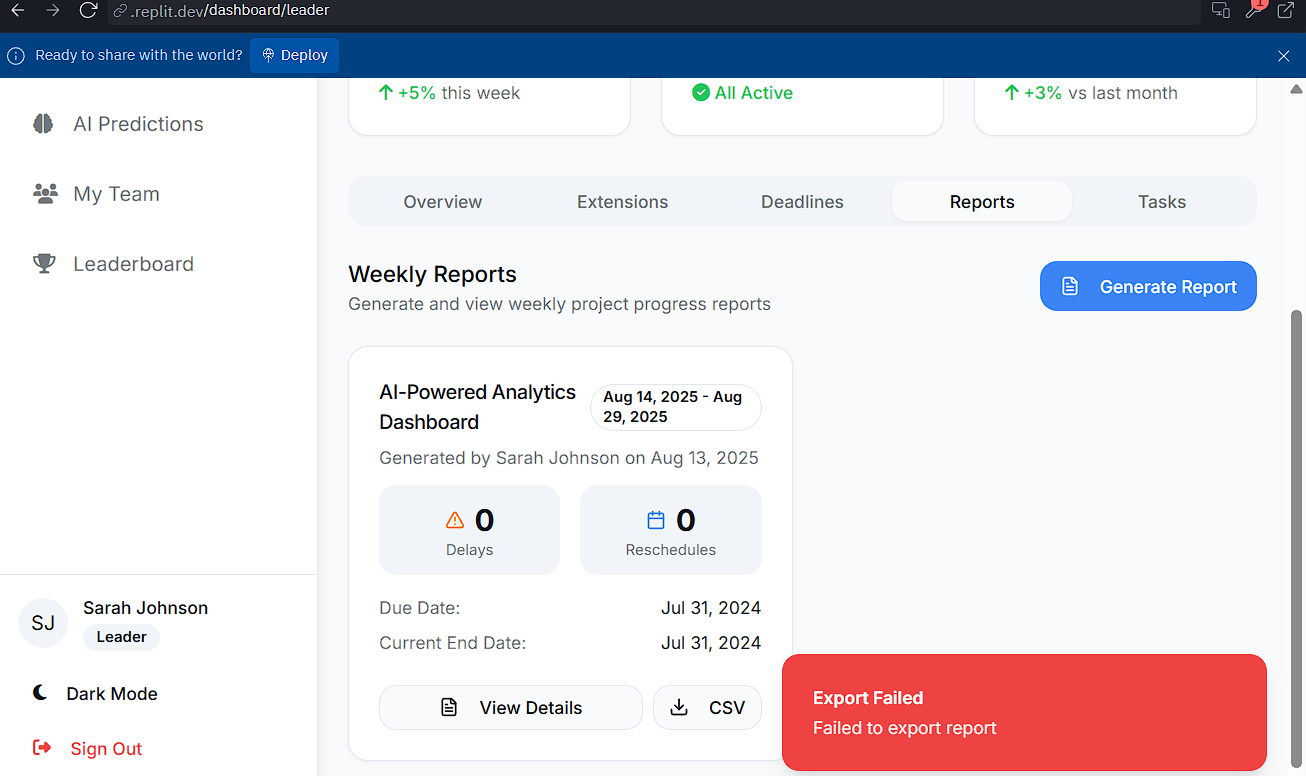 .replit.dev/dashboard/leader
1
Ready to share with the world?
Deploy
+5% this week
All Active
+3% vs last month
AI Predictions
My Team
Leaderboard
Overview
Extensions
Deadlines
Reports
Tasks
Weekly Reports
Generate and view weekly project progress reports
Generate Report
AI-Powered Analytics
Dashboard
Aug 14, 2025 - Aug
29, 2025
Generated by Sarah Johnson on Aug 13, 2025
0
Delays
0
Reschedules
Due Date: Jul 31, 2024
Current End Date: Jul 31, 2024
View Details
CSV
SJ
Sarah Johnson
Leader
Dark Mode
Sign Out
Export Failed
Failed to export report